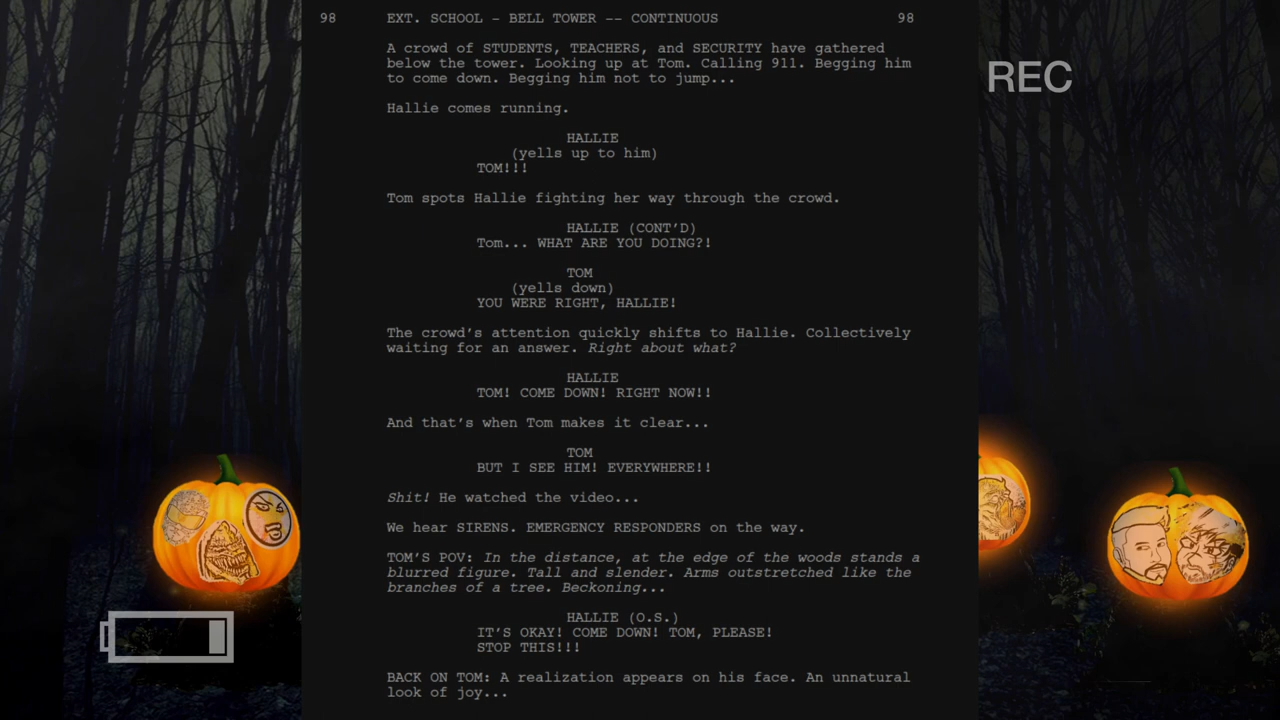 98 EXT. SCHOOL - BELL TOWER -- CONTINUOUS 98
A crowd of STUDENTS, TEACHERS, and SECURITY have gathered
below the tower. Looking up at Tom. Calling 911. Begging him
to come down. Begging him not to jump...
Hallie comes running.
HALLIE
(yells up to him)
TOM!!!
Tom spots Hallie fighting her way through the crowd.
HALLIE (CONT'D)
Tom... WHAT ARE YOU DOING?!
TOM
(yells down)
YOU WERE RIGHT, HALLIE!
The crowd's attention quickly shifts to Hallie. Collectively
waiting for an answer. Right about what?
HALLIE
TOM! COME DOWN! RIGHT NOW!!
And that's when Tom makes it clear...
TOM
BUT I SEE HIM! EVERYWHERE!!
Shit! He watched the video...
We hear SIRENS. EMERGENCY RESPONDERS on the way.
TOM'S POV: In the distance, at the edge of the woods stands a
blurred figure. Tall and slender. Arms outstretched like the
branches of a tree. Beckoning...
HALLIE (O.S.)
IT'S OKAY! COME DOWN! TOM, PLEASE!
STOP THIS!!!
BACK ON TOM: A realization appears on his face. An unnatural
look of joy...
REC